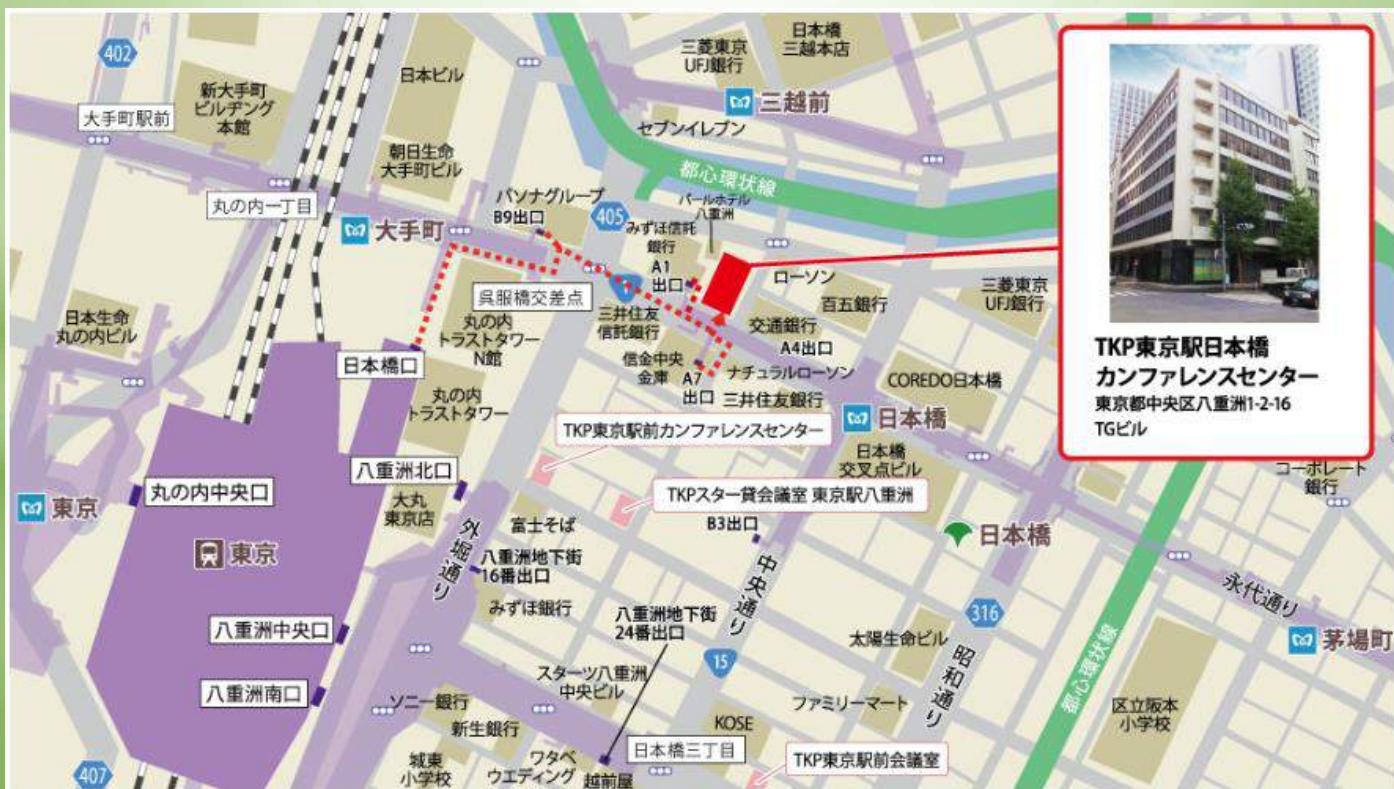 402
日本ビル
三菱東京
UFJ銀行
日本橋
三越本店
新大手町
ビルヂング
本館
大手町駅前
三越前
セブンイレブン
朝日生命
大手町ビル
都心環状線
丸の内一丁目
パソナグループ
B9出口
405
パールホテル
八重洲
大手町
みずほ信託
銀行
A1
出口
ローソン
呉服橋交差点
1
百五銀行
三菱東京
UFJ銀行
日本生命
丸の内ビル
丸の内
トラストタワー
N館
三井住友
信託銀行
交通銀行
A4出口
日本橋口
信金中央
金庫
A7
出口
ナチュラルローソン
COREDO日本橋
三井住友銀行
丸の内
トラストタワー
TKP東京駅前カンファレンスセンター
日本橋
日本橋
交叉点ビル
八重洲北口
丸の内中央口
東京
大丸
東京店
TKPスター貸会議室 東京駅八重洲
B3出口
富士そば
日本橋
コーポレート
銀行
東京
外堀通り
八重洲地下街
16番出口
中央通り
永代通り
みずほ銀行
八重洲地下街
24番出口
316
八重洲中央口
太陽生命ビル
昭和通り
都心環状線
茅場町
15
スターツ八重洲
中央ビル
八重洲南口
ソニー銀行
ファミリーマート
区立阪本
小学校
新生銀行
KOSE
日本橋三丁目
407
城東
小学校
ワタベ
ウエディング
越前屋
TKP東京駅前会議室
TKP東京駅日本橋
カンファレンスセンター
東京都中央区八重洲1-2-16
TGビル